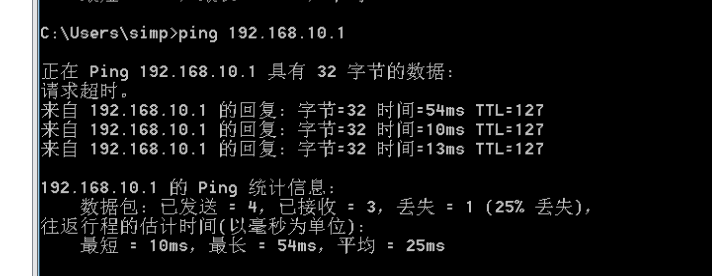 C:\Users\simp>ping 192.168.10.1
正在 Ping 192.168.10.1 具有 32 字节的数据:
请求超时。
来自 192.168.10.1 的回复: 字节=32 时间=54ms TTL=127
来自 192.168.10.1 的回复: 字节=32 时间=10ms TTL=127
来自 192.168.10.1 的回复: 字节=32 时间=13ms TTL=127
192.168.10.1 的 Ping 统计信息:
数据包: 已发送 = 4, 已接收 = 3, 丢失 = 1 (25% 丢失),
往返行程的估计时间(以毫秒为单位):
最短 = 10ms, 最长 = 54ms, 平均 = 25ms